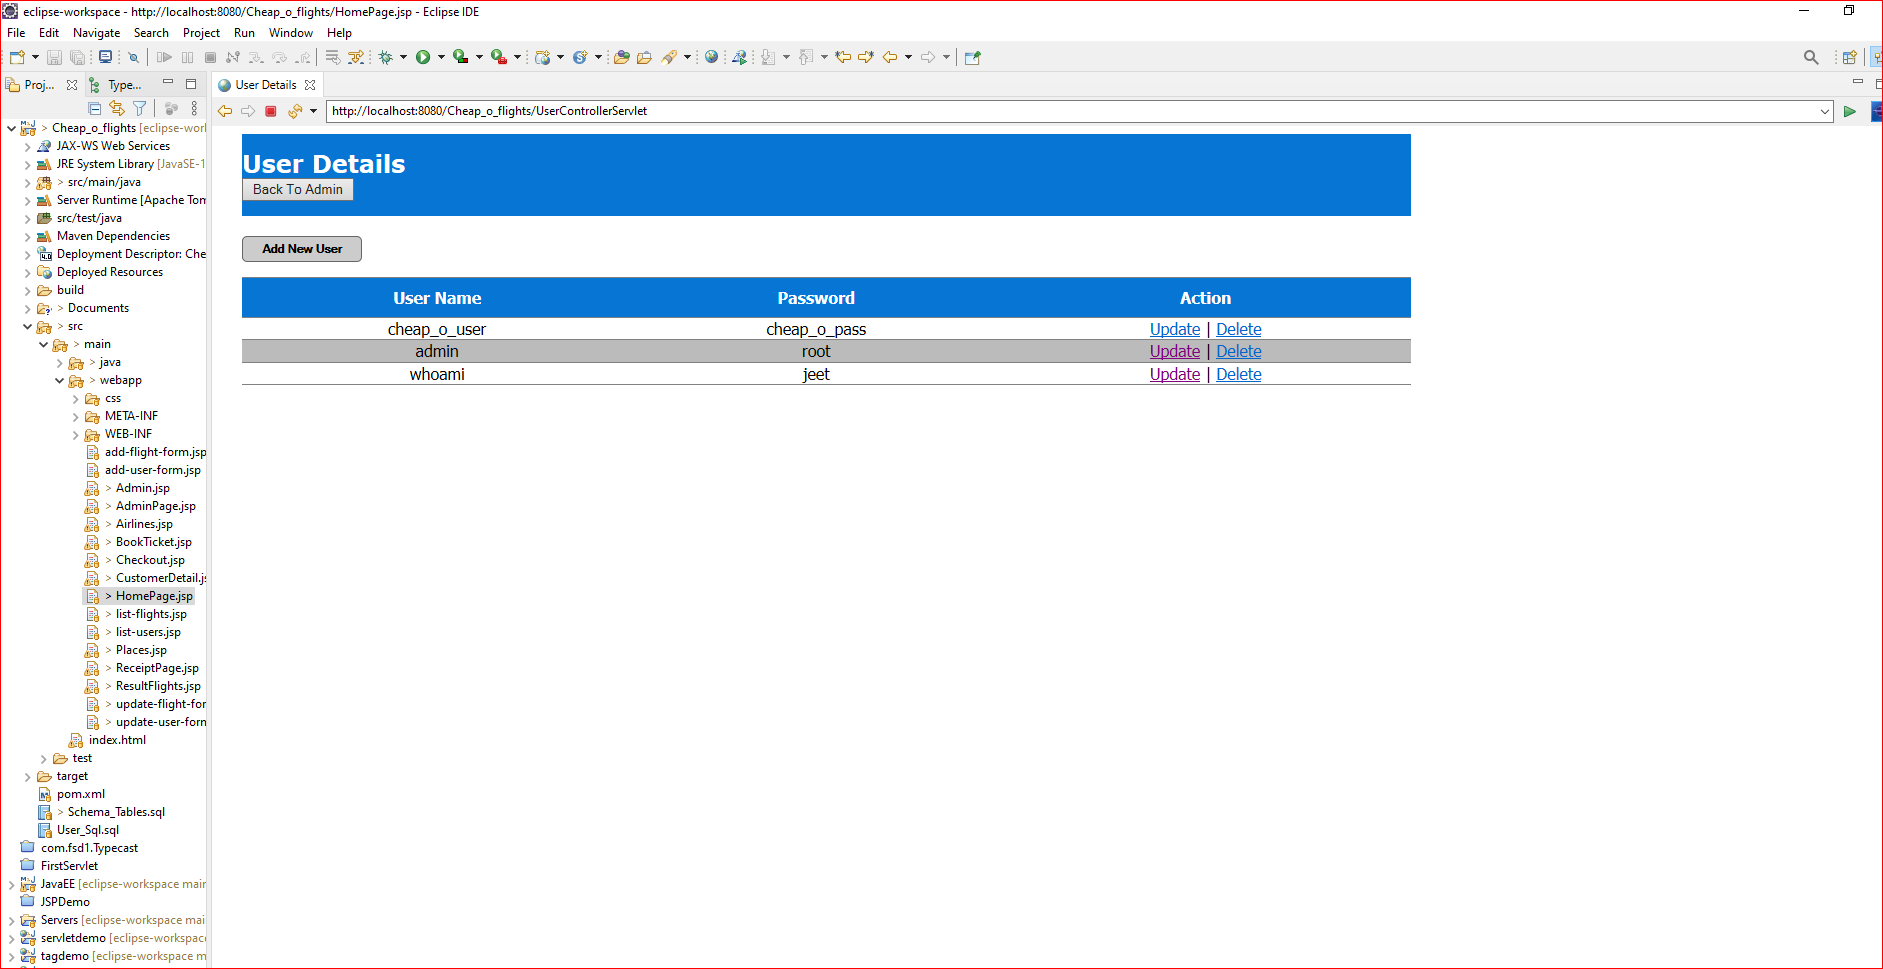 eclipse-workspace - http://localhost:8080/Cheap_o_flights/HomePage.jsp - Eclipse IDE
File Edit Navigate Search Project Run Window Help
Proj... Type...
User Details
http://localhost:8080/Cheap_o_flights/UserControllerServlet
> Cheap_o_flights [eclipse-worl
JAX-WS Web Services
JRE System Library [JavaSE-1
> src/main/java
Server Runtime [Apache Tom
src/test/java
Maven Dependencies
Deployment Descriptor: Che
Deployed Resources
build
> Documents
> src
> main
> java
> webapp
css
META-INF
WEB-INF
add-flight-form.jsp
add-user-form.jsp
> Admin.jsp
> AdminPage.jsp
> Airlines.jsp
> BookTicket.jsp
> Checkout.jsp
> CustomerDetail.js
> HomePage.jsp
> list-flights.jsp
> list-users.jsp
> Places.jsp
> ReceiptPage.jsp
> ResultFlights.jsp
> update-flight-for
> update-user-form
index.html
test
target
pom.xml
> Schema_Tables.sql
User_Sql.sql
com.fsd1.Typecast
FirstServlet
JavaEE [eclipse-workspace mair
JSPDemo
Servers [eclipse-workspace mai
servletdemo [eclipse-workspace
tagdemo [eclipse-workspace m
User Details
Back To Admin
Add New User
User Name Password Action
cheap_o_user cheap_o_pass Update | Delete
admin root Update | Delete
whoami jeet Update | Delete